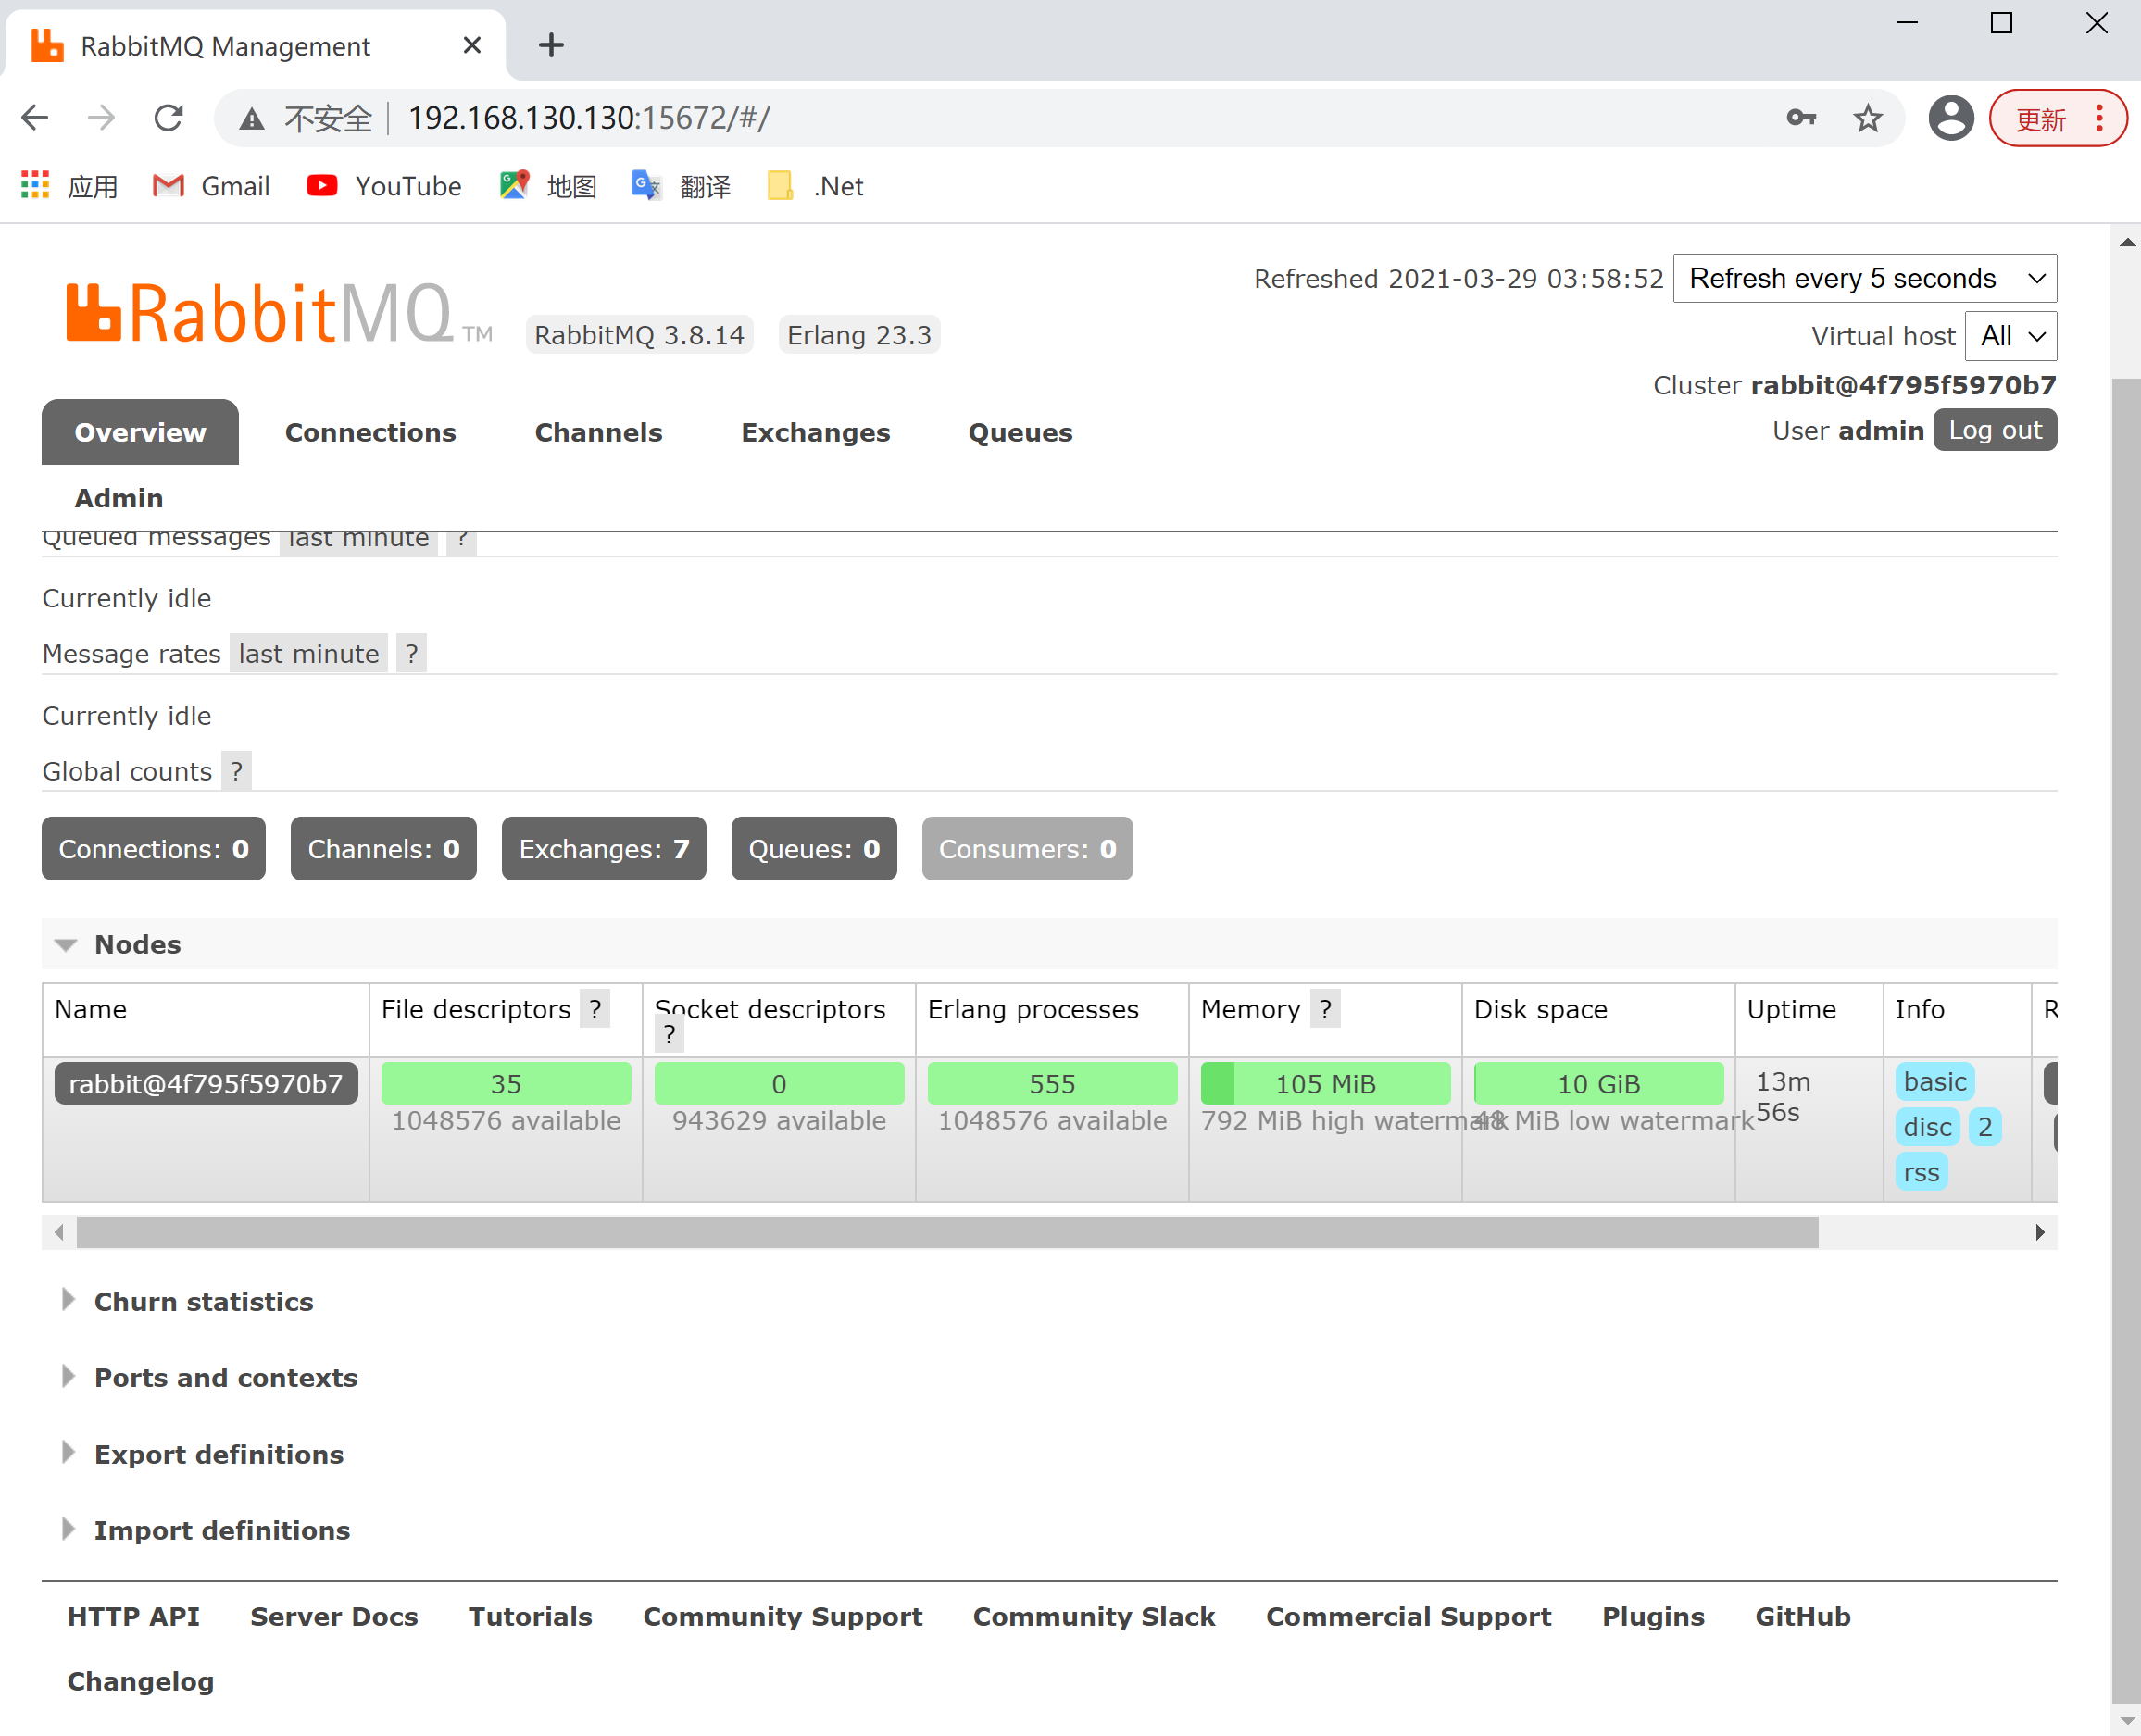 RabbitMQ Management
不安全 192.168.130.130:15672/#/
更新
应用 Gmail YouTube 地图 翻译 .Net
Refreshed 2021-03-29 03:58:52 Refresh every 5 seconds
RabbitMQ TM RabbitMQ 3.8.14 Erlang 23.3
Virtual host All
Cluster rabbit@4f795f5970b7
User admin Log out
Overview Connections Channels Exchanges Queues
Admin
Queued messages last minute ?
Currently idle
Message rates last minute ?
Currently idle
Global counts ?
Connections: 0 Channels: 0 Exchanges: 7 Queues: 0 Consumers: 0
Nodes
Name File descriptors ? Socket descriptors ? Erlang processes Memory ? Disk space Uptime Info R
rabbit@4f795f5970b7 35 0 555 105 MiB 10 GiB 13m 56s basic
1048576 available 943629 available 1048576 available 792 MiB high watermark 48 MiB low watermark disc 2
rss
Churn statistics
Ports and contexts
Export definitions
Import definitions
HTTP API Server Docs Tutorials Community Support Community Slack Commercial Support Plugins GitHub
Changelog